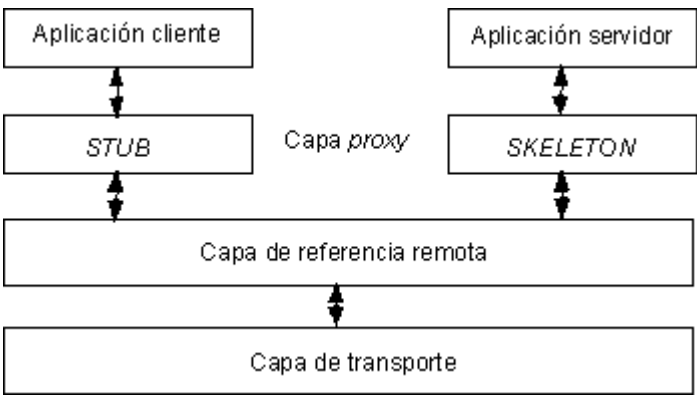 Aplicación cliente
Aplicación servidor
STUB
Capa proxy
SKELETON
Capa de referencia remota
Capa de transporte